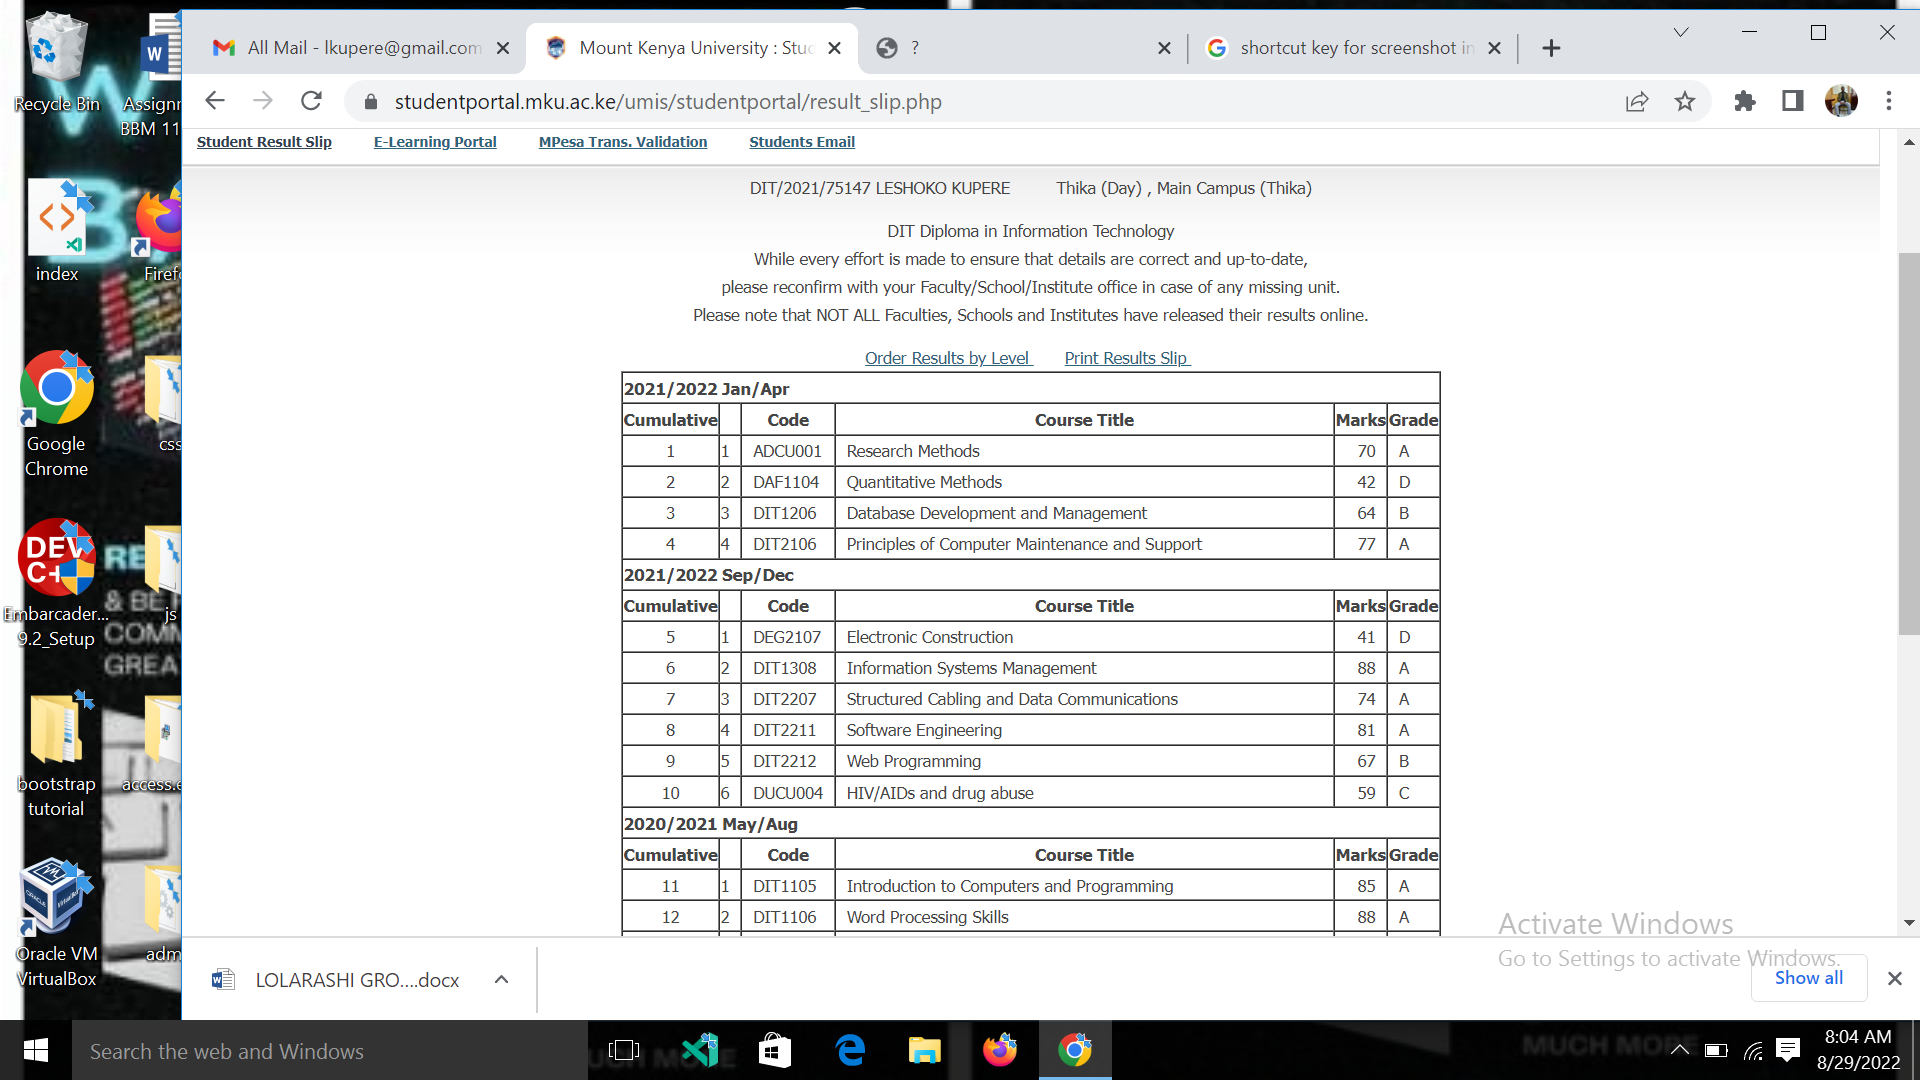 All Mail - lkupere@gmail.com
Mount Kenya University : Stud
?
shortcut key for screenshot in
studentportal.mku.ac.ke/umis/studentportal/result_slip.php
Student Result Slip E-Learning Portal MPesa Trans. Validation Students Email
DIT/2021/75147 LESHOKO KUPERE Thika (Day) , Main Campus (Thika)
DIT Diploma in Information Technology
While every effort is made to ensure that details are correct and up-to-date,
please reconfirm with your Faculty/School/Institute office in case of any missing unit.
Please note that NOT ALL Faculties, Schools and Institutes have released their results online.
Order Results by Level Print Results Slip
2021/2022 Jan/Apr
Cumulative Code Course Title Marks Grade
1 1 ADCU001 Research Methods 70 A
2 2 DAF1104 Quantitative Methods 42 D
3 3 DIT1206 Database Development and Management 64 B
4 4 DIT2106 Principles of Computer Maintenance and Support 77 A
2021/2022 Sep/Dec
Cumulative Code Course Title Marks Grade
5 1 DEG2107 Electronic Construction 41 D
6 2 DIT1308 Information Systems Management 88 A
7 3 DIT2207 Structured Cabling and Data Communications 74 A
8 4 DIT2211 Software Engineering 81 A
9 5 DIT2212 Web Programming 67 B
10 6 DUCU004 HIV/AIDs and drug abuse 59 C
2020/2021 May/Aug
Cumulative Code Course Title Marks Grade
11 1 DIT1105 Introduction to Computers and Programming 85 A
12 2 DIT1106 Word Processing Skills 88 A
Activate Windows
Go to Settings to activate Windows.
LOLARASHI GRO....docx
Show all
Recycle Bin
Assignm
BBM 11
index
Firefo
Google
Chrome
css
DEV
C++
Embarcader...
9.2_Setup
js
RE
& BE
COMM
GREA
bootstrap
tutorial
access.e
Oracle VM
VirtualBox
adm
Search the web and Windows
MUCH MORE
8:04 AM
8/29/2022